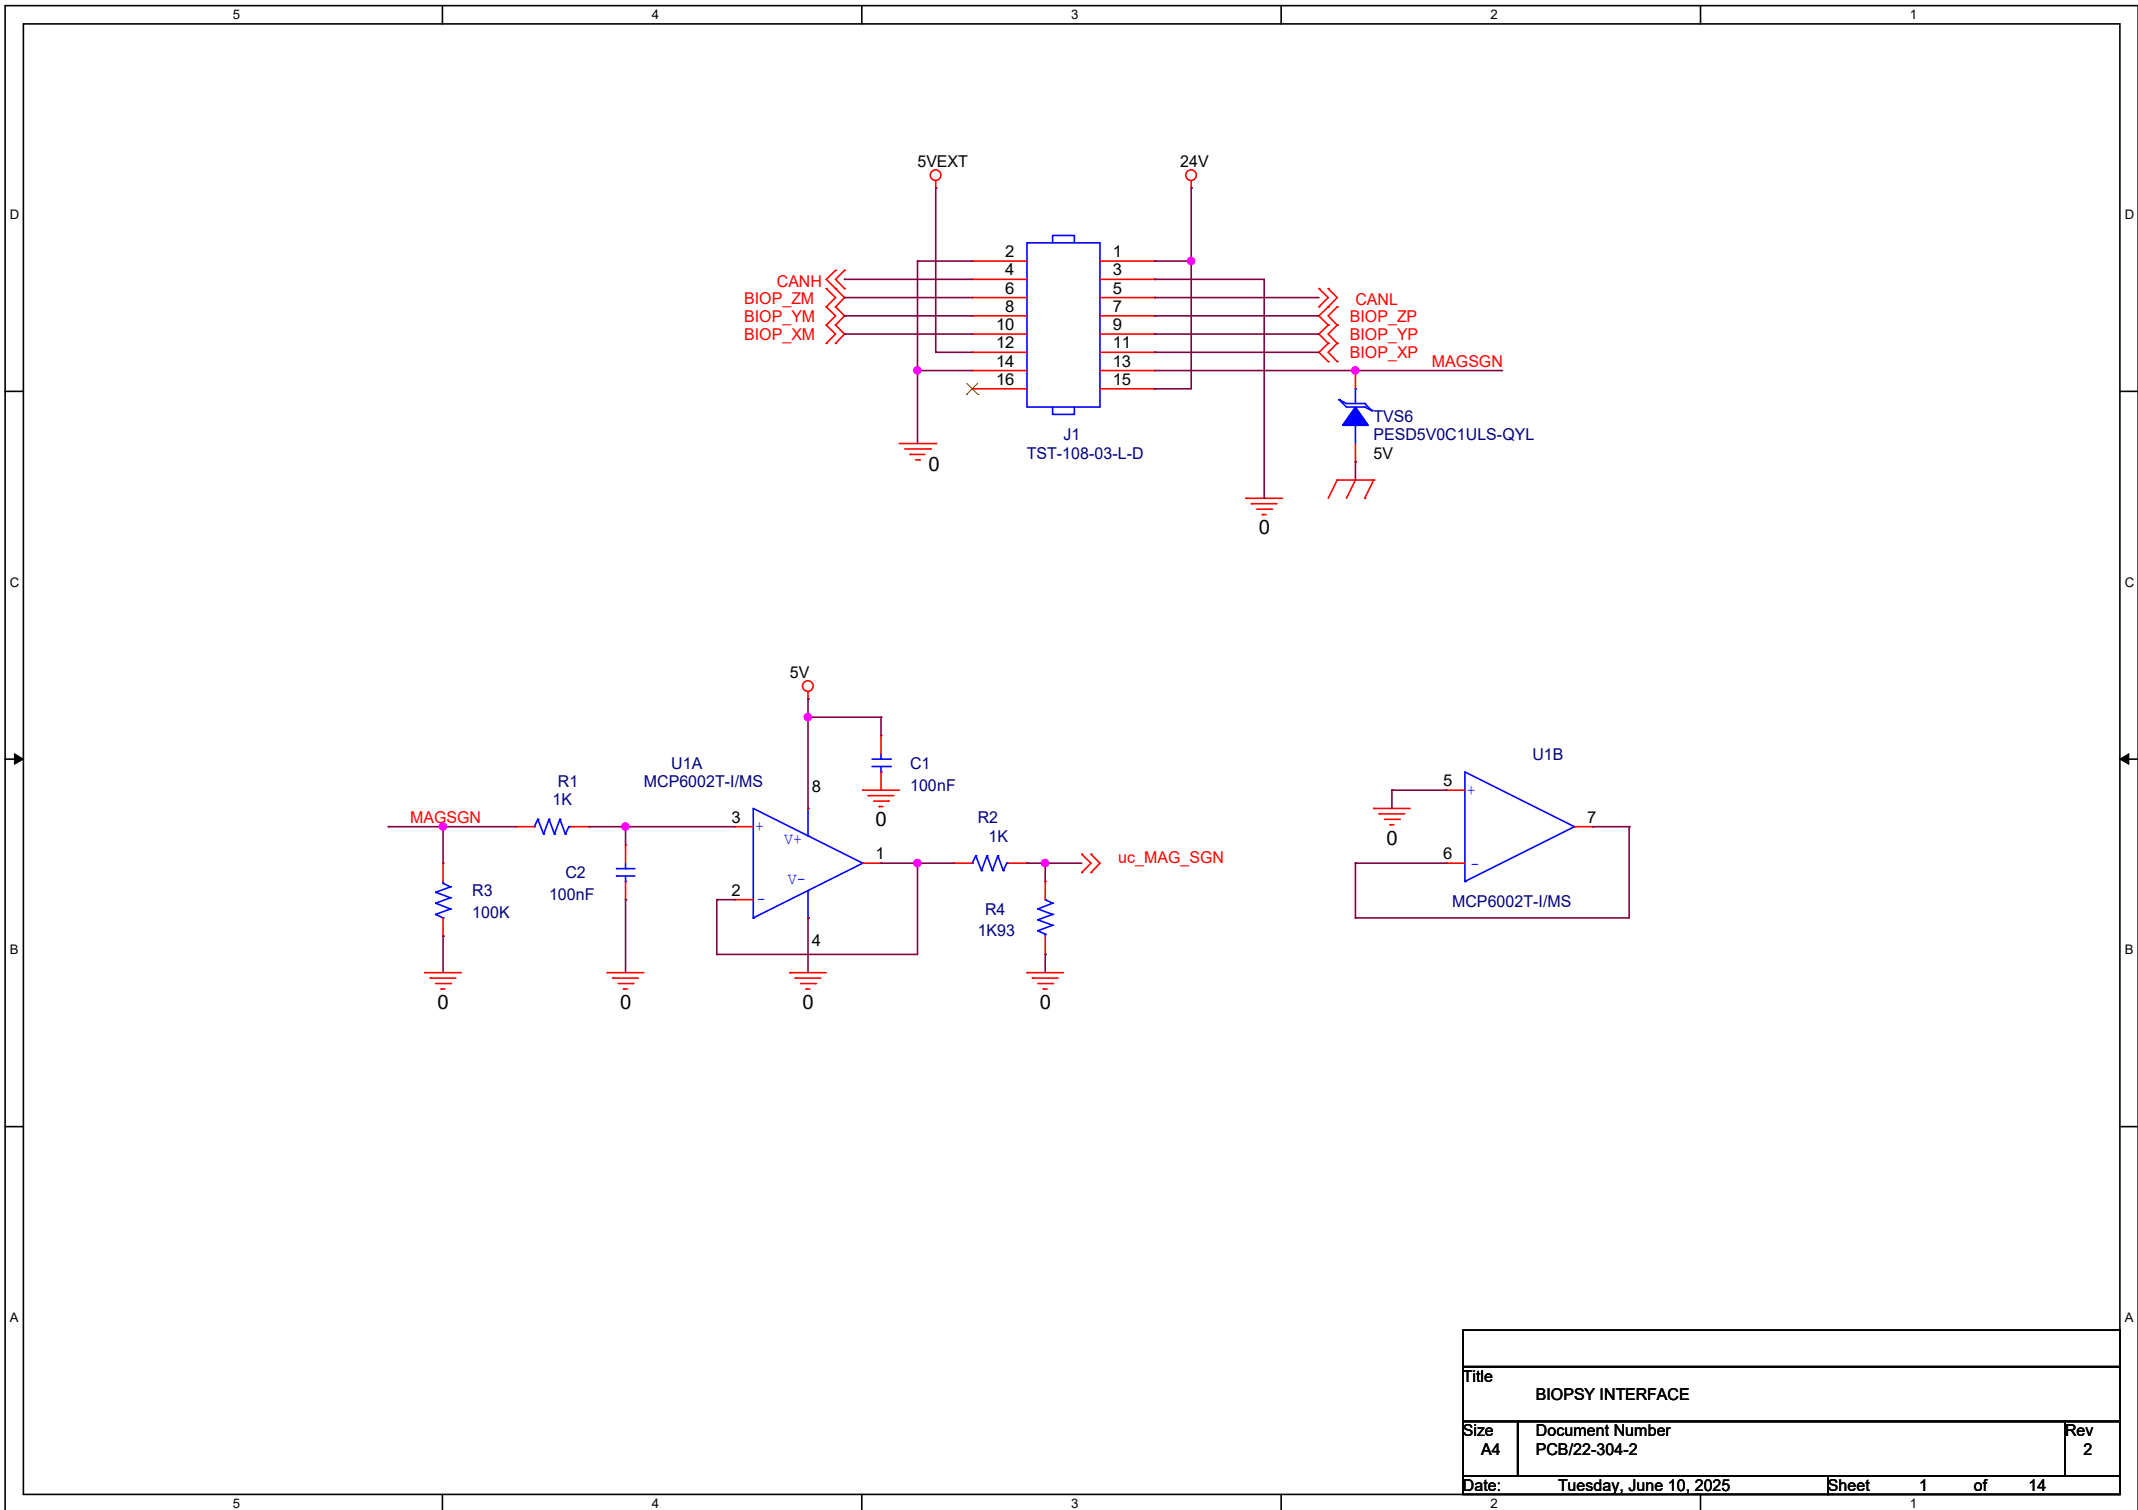 5 4 3 2 1
D D
C C
B B
A A
5VEXT
24V
2 1
4 3
6 5
8 7
10 9
12 11
14 13
16 15
CANH
BIOP_ZM
BIOP_YM
BIOP_XM
CANL
BIOP_ZP
BIOP_YP
BIOP_XP
MAGSGN
J1
TST-108-03-L-D
TVS6
PESD5V0C1ULS-QYL
5V
0
0
5V
U1A
MCP6002T-I/MS
C1
100nF
0
8
R1
1K
MAGSGN
3
+
V+
V-
2
-
1
4
R2
1K
uc_MAG_SGN
C2
100nF
R3
100K
R4
1K93
0 0 0 0
U1B
5
+
0
7
6
-
MCP6002T-I/MS
Title
BIOPSY INTERFACE
Size Document Number Rev
A4 PCB/22-304-2 2
Date: Tuesday, June 10, 2025 Sheet 1 of 14
5 4 3 2 1